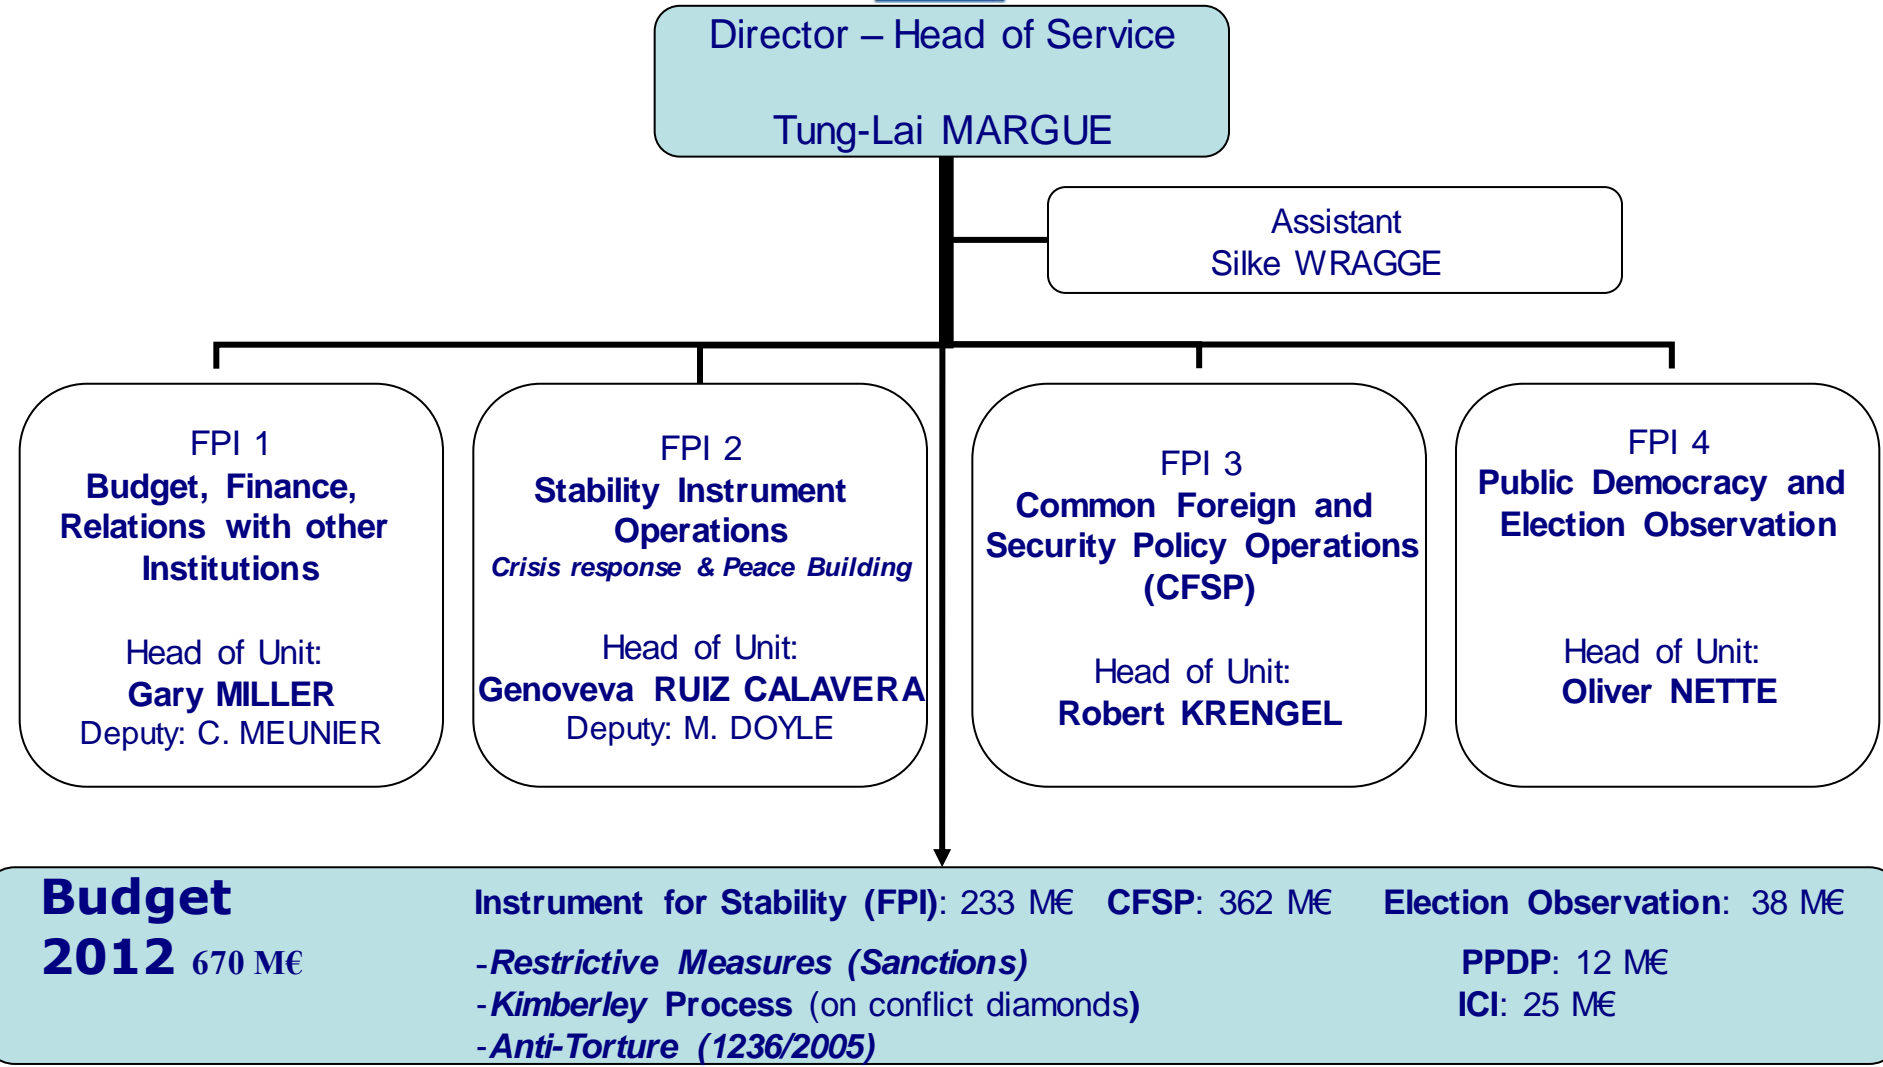 Director – Head of Service
Tung-Lai MARGUE
Assistant
Silke WRAGGE
FPI 1
Budget, Finance,
Relations with other
Institutions
Head of Unit:
Gary MILLER
Deputy: C. MEUNIER
FPI 2
Stability Instrument
Operations
Crisis response & Peace Building
Head of Unit:
Genoveva RUIZ CALAVERA
Deputy: M. DOYLE
FPI 3
Common Foreign and
Security Policy Operations
(CFSP)
Head of Unit:
Robert KRENGEL
FPI 4
Public Democracy and
Election Observation
Head of Unit:
Oliver NETTE
Budget
2012 670 M€
Instrument for Stability (FPI): 233 M€ CFSP: 362 M€ Election Observation: 38 M€
-Restrictive Measures (Sanctions) PPDP: 12 M€
-Kimberley Process (on conflict diamonds) ICI: 25 M€
-Anti-Torture (1236/2005)